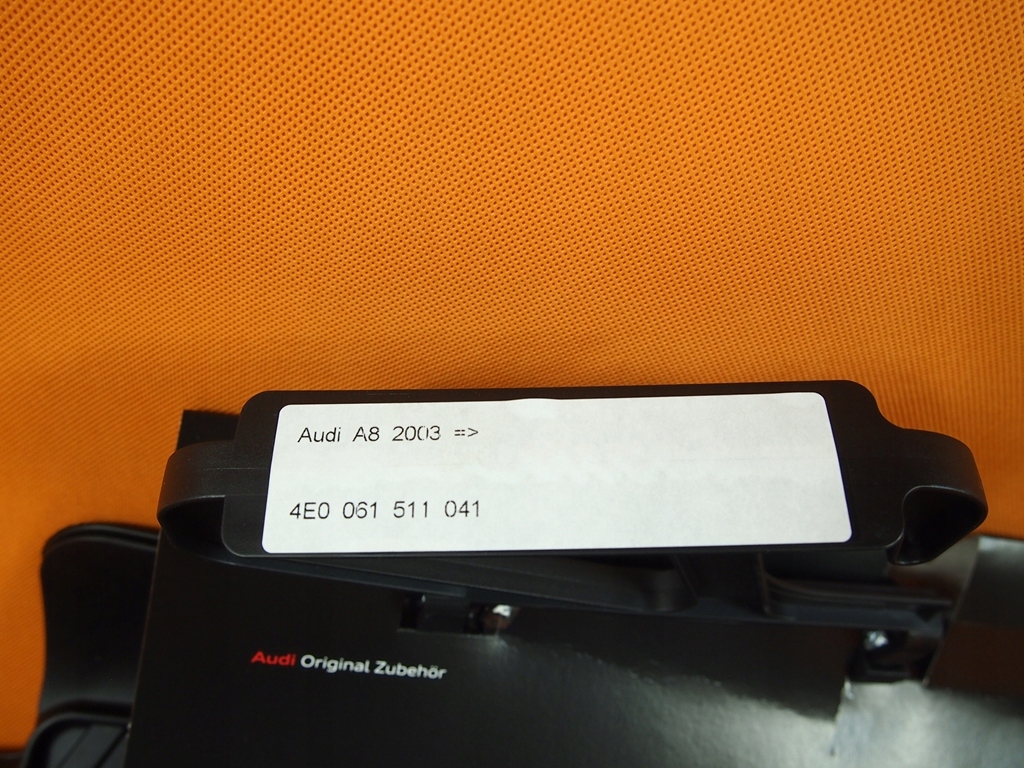 Audi A8 2003 =>
4E0 061 511 041
Audi Original Zubehör